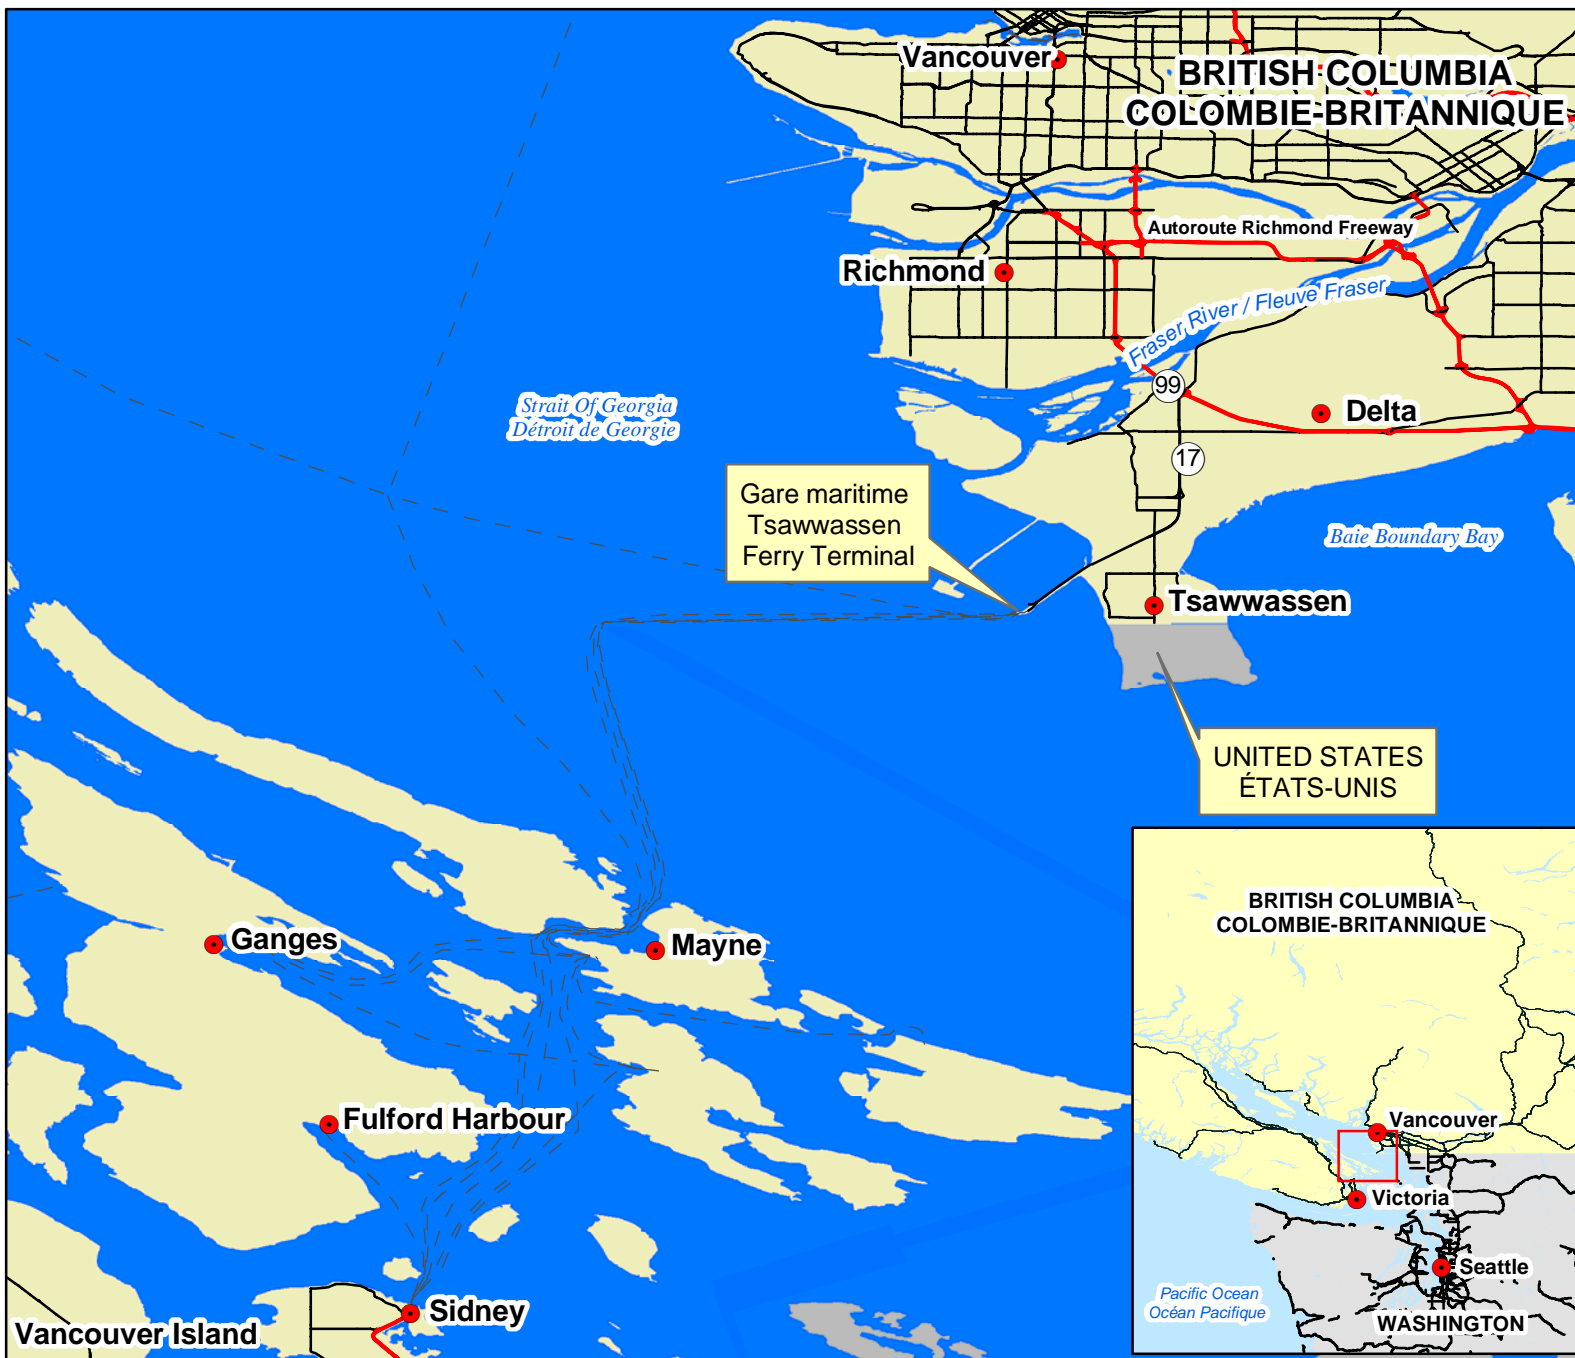 Vancouver
BRITISH COLUMBIA
COLOMBIE-BRITANNIQUE
Autoroute Richmond Freeway
Richmond
Fraser River / Fleuve Fraser
99
Strait Of Georgia
Détroit de Georgie
Delta
17
Gare maritime
Tsawwassen
Ferry Terminal
Baie Boundary Bay
Tsawwassen
UNITED STATES
ÉTATS-UNIS
Ganges
Mayne
Fulford Harbour
Sidney
Vancouver Island
BRITISH COLUMBIA
COLOMBIE-BRITANNIQUE
Vancouver
Victoria
Seattle
Pacific Ocean
Océan Pacifique
WASHINGTON